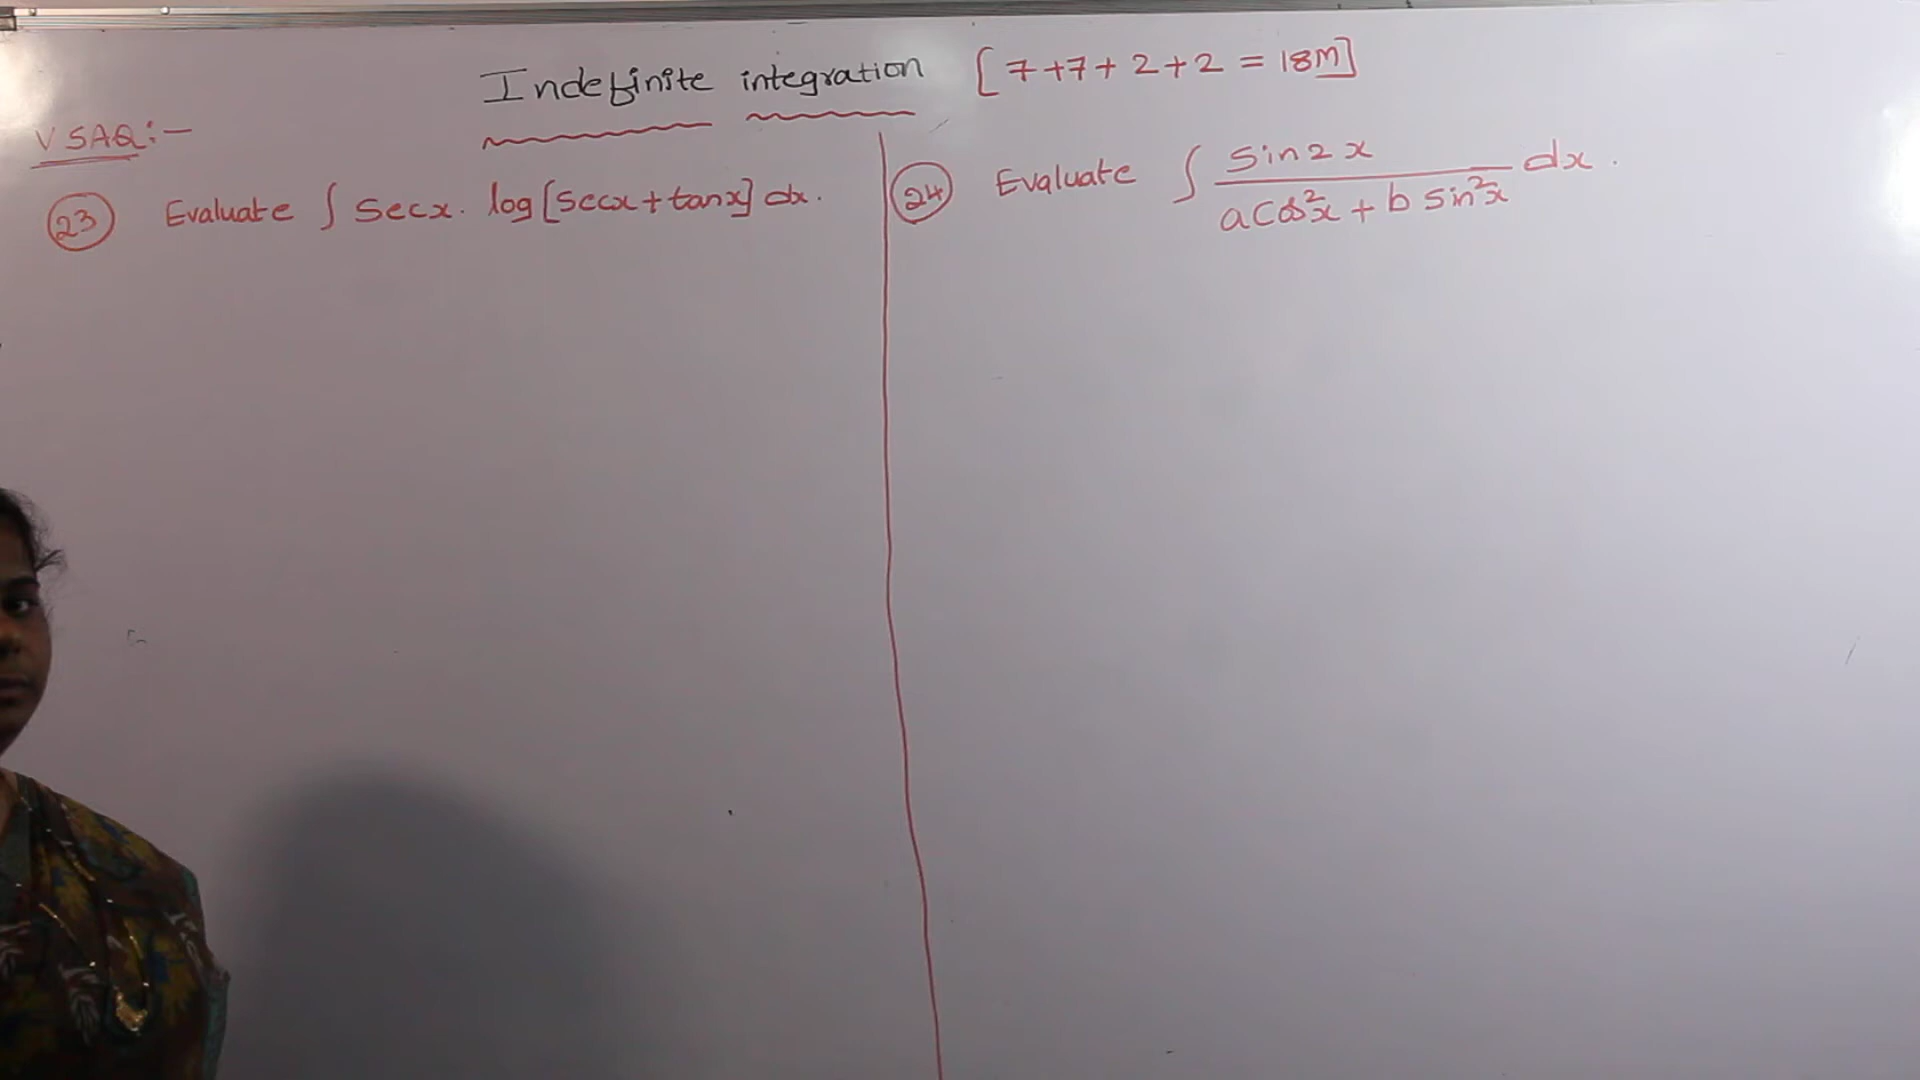 Indefinite integration [7+7+2+2 = 18M]
VSAQ:-
23 Evaluate ∫ secx. log[secx+tanx] dx.
24 Evaluate ∫ sin2x / (a cos²x + b sin²x) dx.